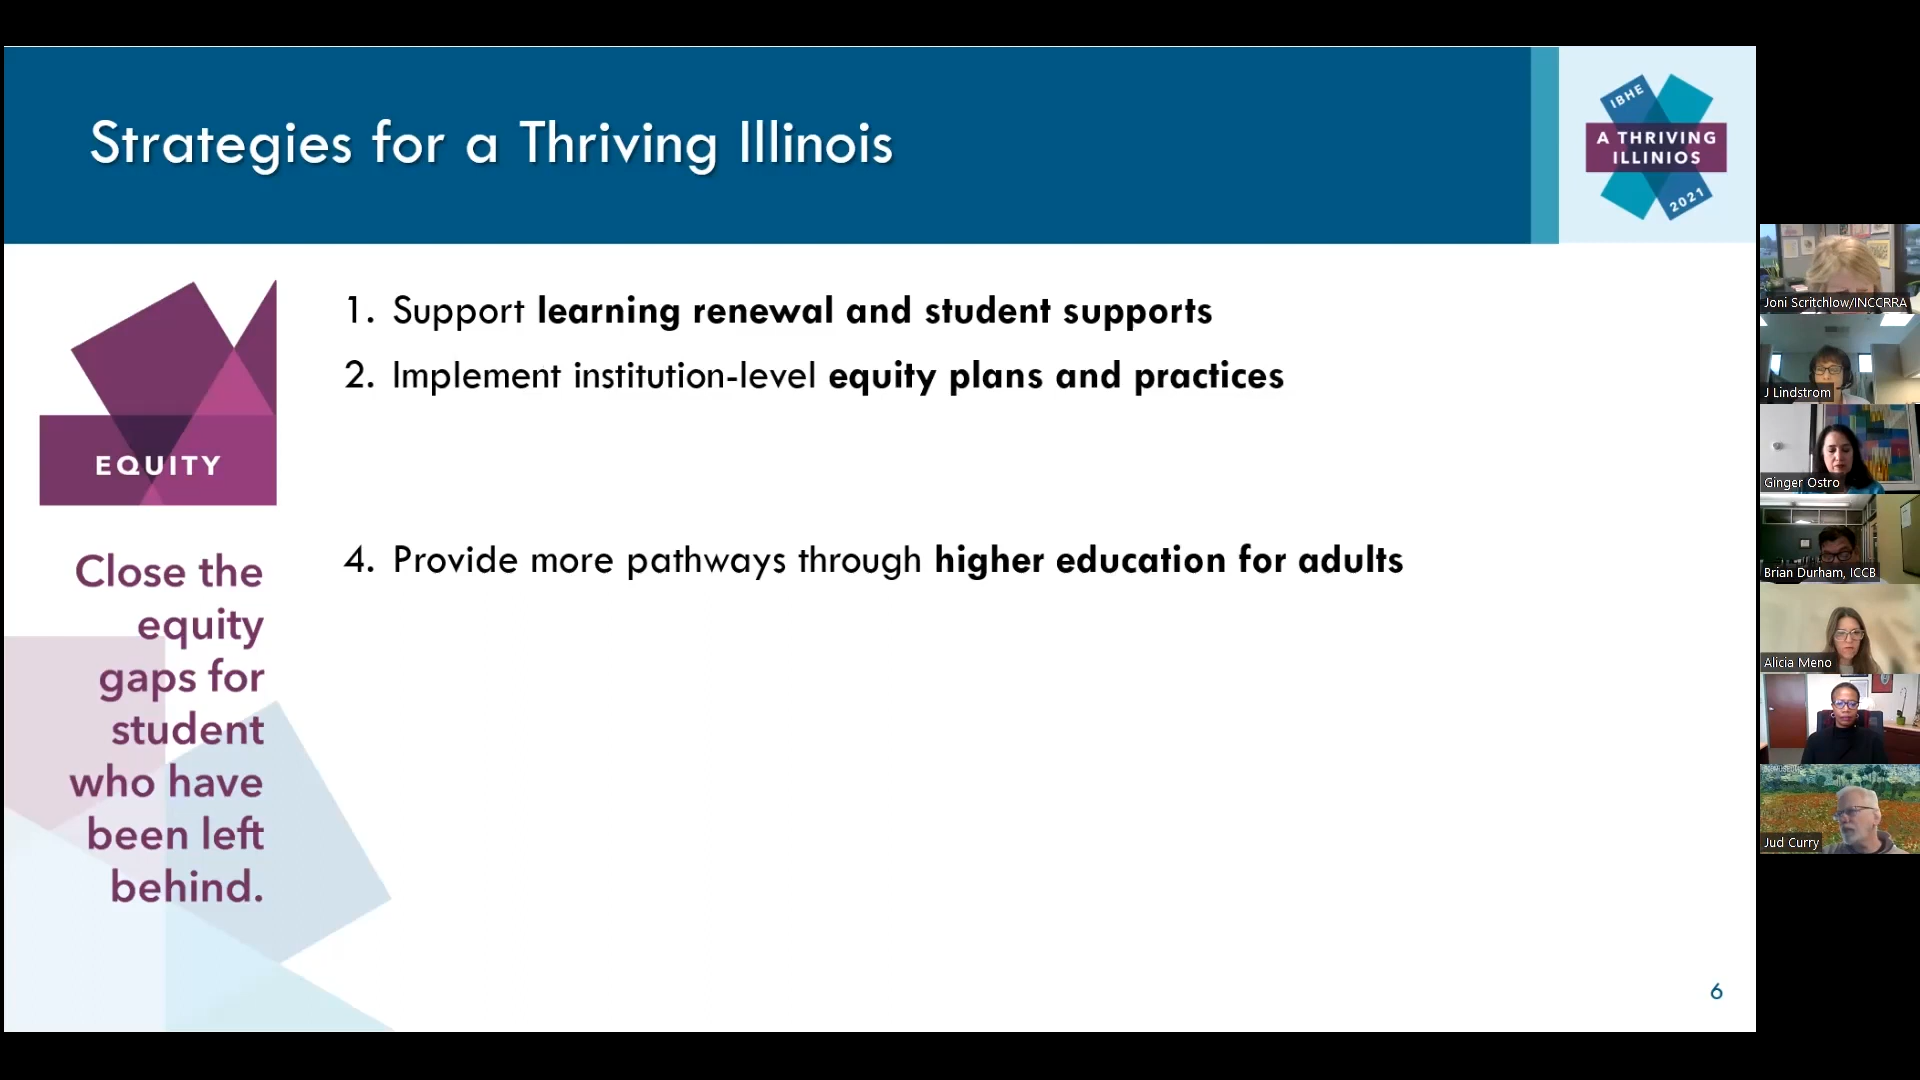 Strategies for a Thriving Illinois
IBHE
A THRIVING
ILLINIOS
2021
EQUITY
Close the
equity
gaps for
student
who have
been left
behind.
1. Support learning renewal and student supports
2. Implement institution-level equity plans and practices
4. Provide more pathways through higher education for adults
6
Joni Scritchlow/INCCRRA
J Lindstrom
Ginger Ostro
Brian Durham, ICCB
Alicia Meno
Jud Curry